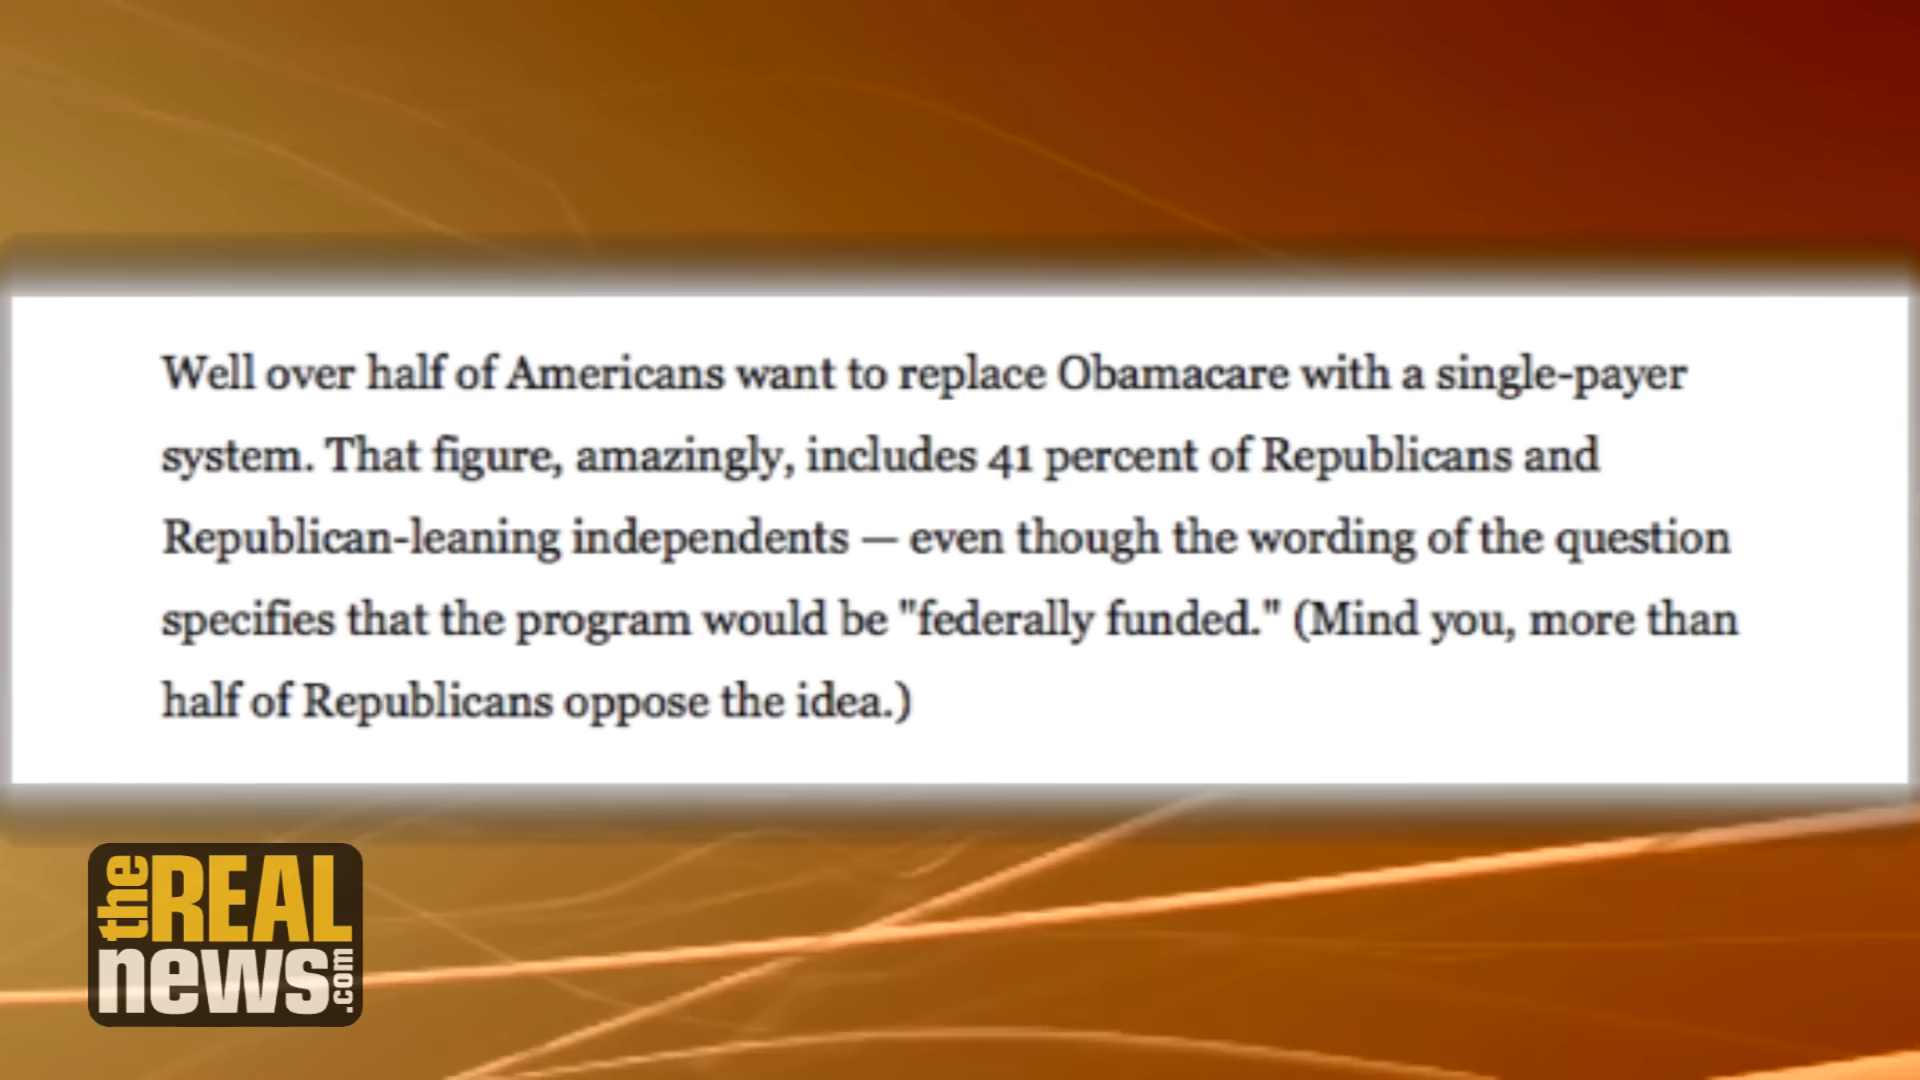 Well over half of Americans want to replace Obamacare with a single-payer
system. That figure, amazingly, includes 41 percent of Republicans and
Republican-leaning independents — even though the wording of the question
specifies that the program would be "federally funded." (Mind you, more than
half of Republicans oppose the idea.)
the REAL
news.com